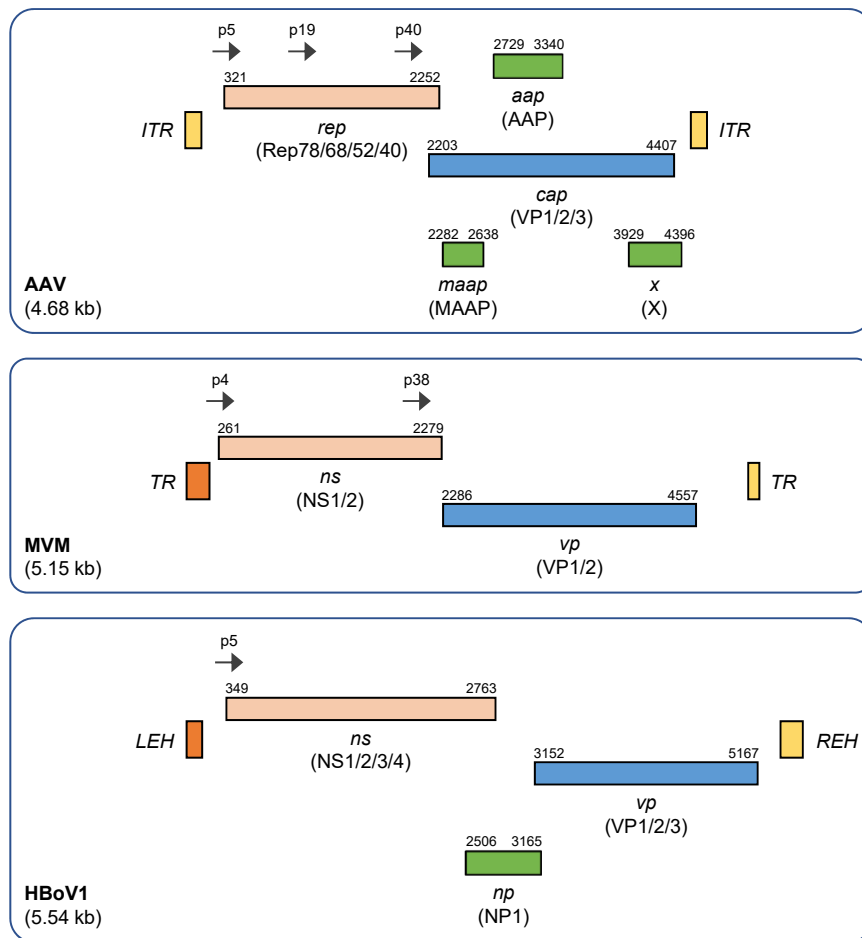 p5 p19 p40
2729 3340
321 2252
aap
(AAP)
ITR
rep
(Rep78/68/52/40)
ITR
2203 4407
cap
(VP1/2/3)
2282 2638
3929 4396
maap
(MAAP)
x
(X)
AAV
(4.68 kb)
p4 p38
261 2279
TR
ns
(NS1/2)
TR
2286 4557
vp
(VP1/2)
MVM
(5.15 kb)
p5
349 2763
LEH
ns
(NS1/2/3/4)
REH
3152 5167
vp
(VP1/2/3)
2506 3165
np
(NP1)
HBoV1
(5.54 kb)